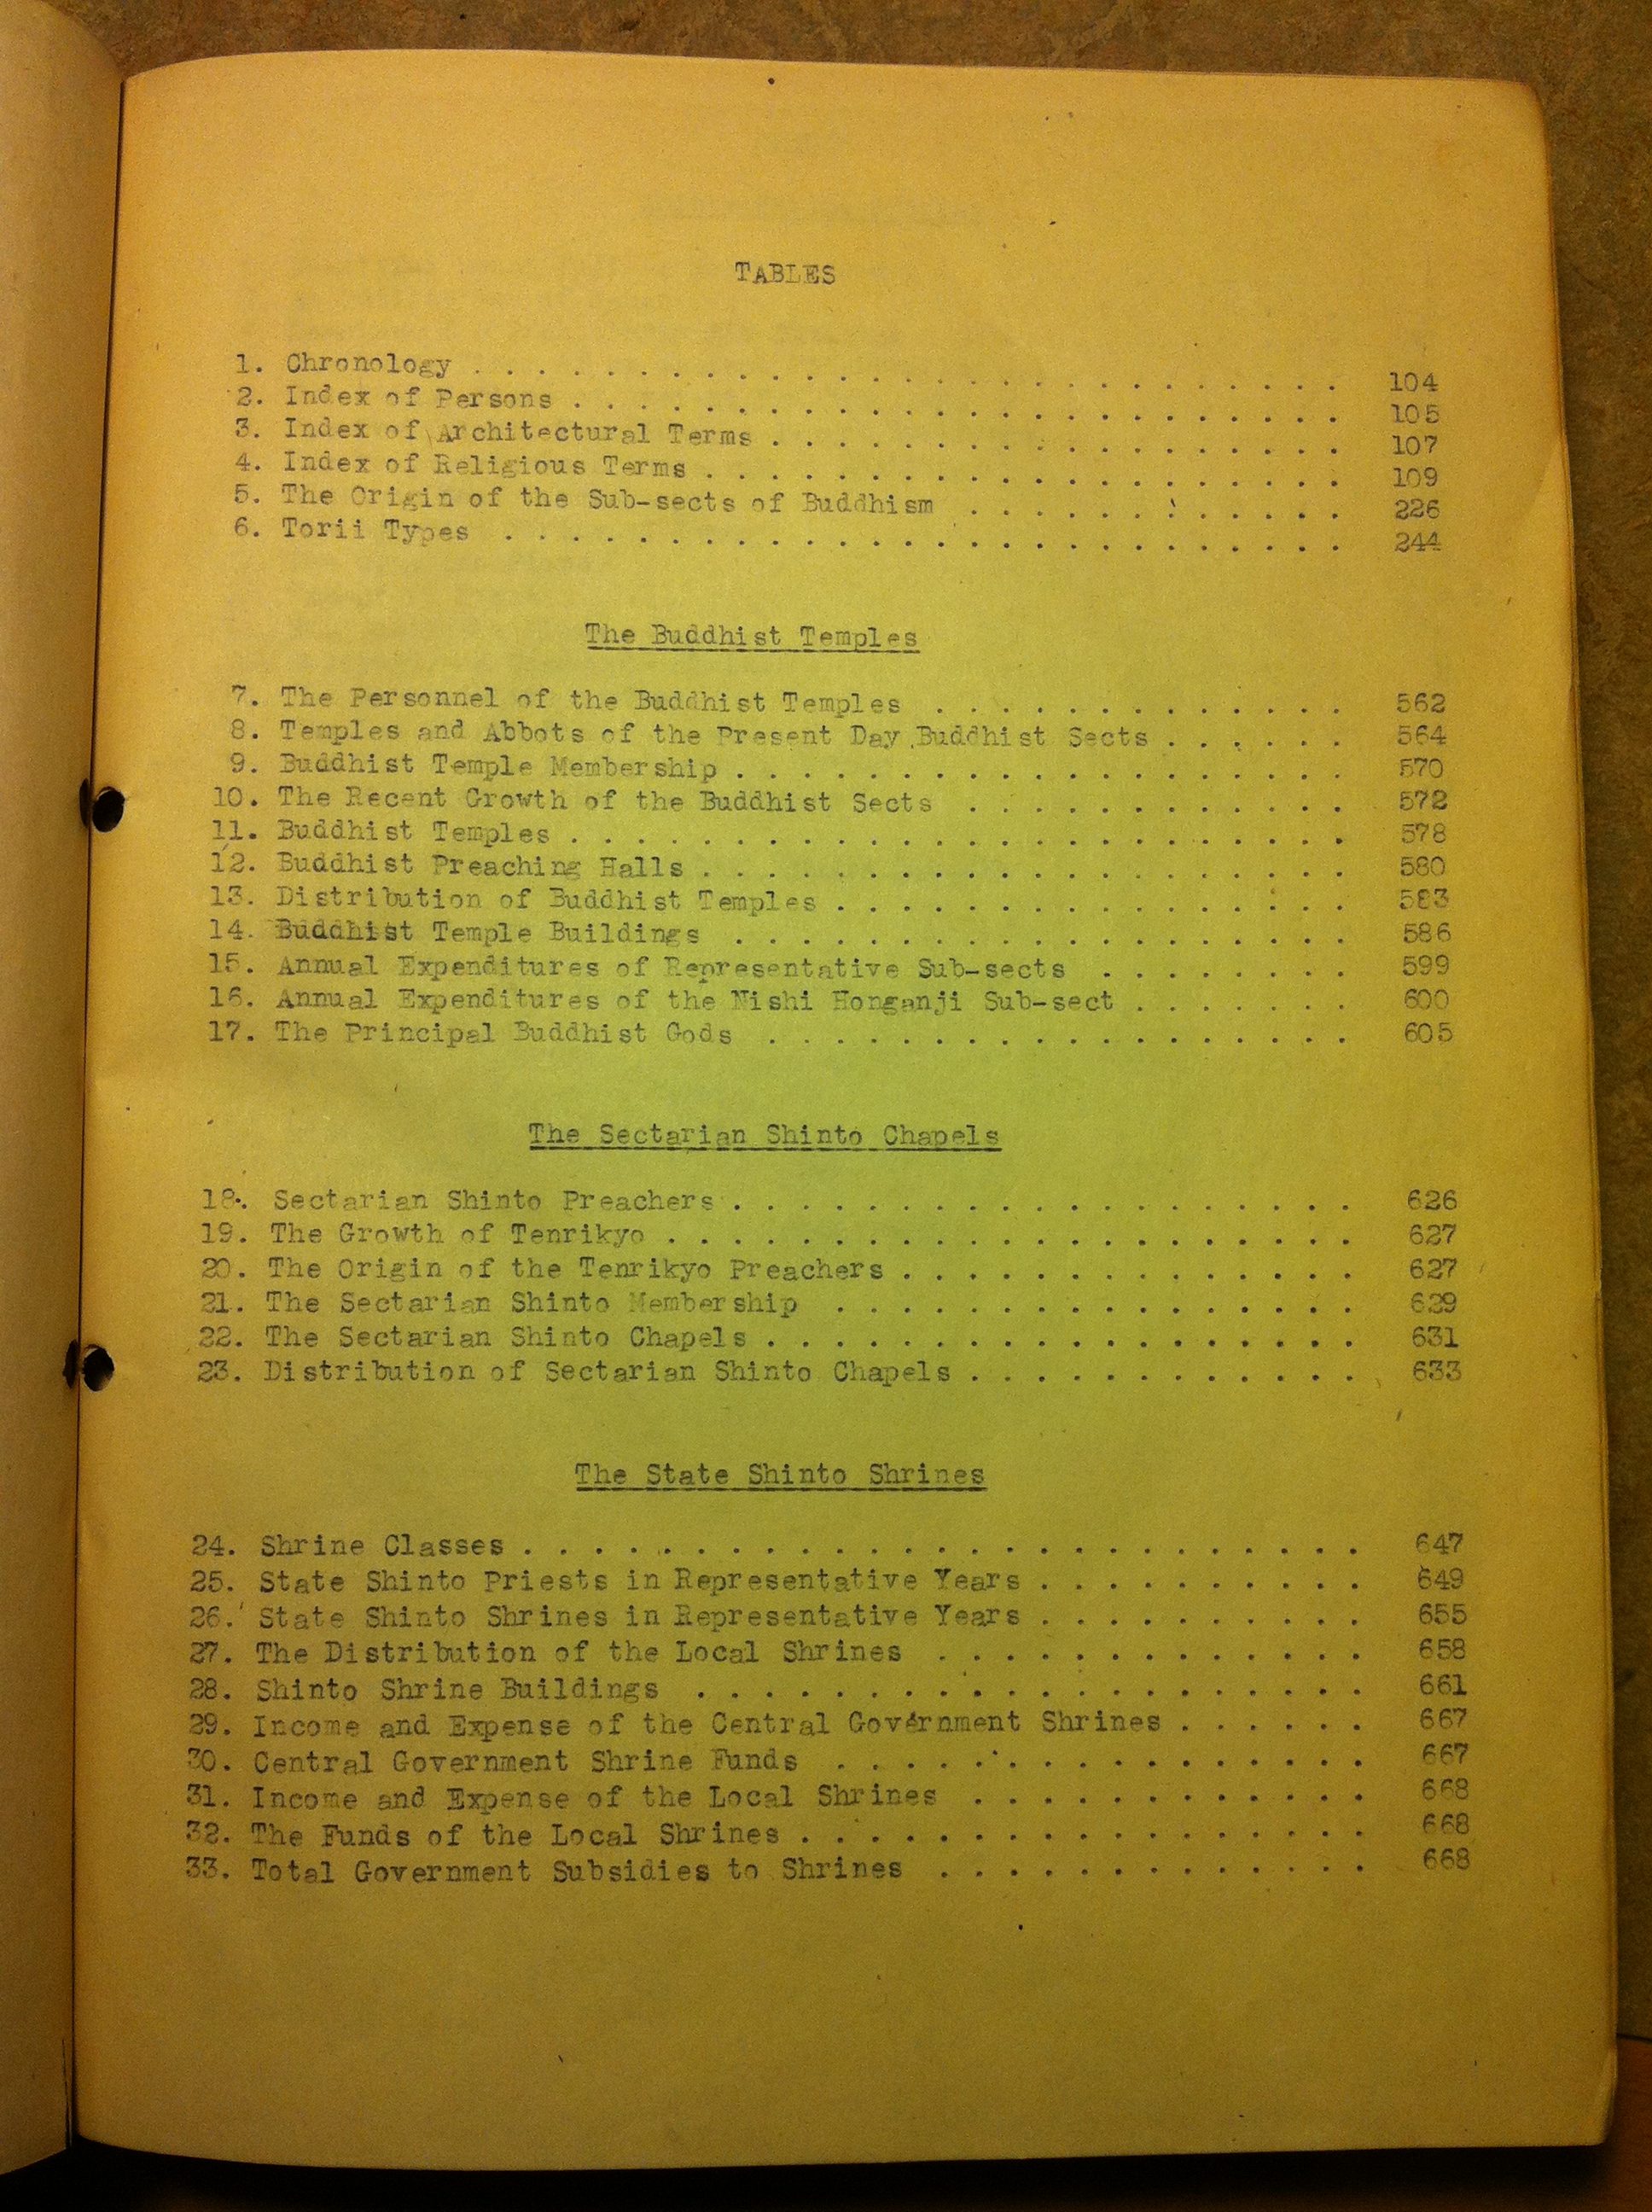 TABLES
1. Chronology . . . . . . . . . . . . . . . . . . . . . . . . . . 104
2. Index of Persons . . . . . . . . . . . . . . . . . . . . . . . 105
3. Index of Architectural Terms . . . . . . . . . . . . . . . . . 107
4. Index of Religious Terms . . . . . . . . . . . . . . . . . . . 109
5. The Origin of the Sub-sects of Buddhism . . . . . . . . . . . . 226
6. Torii Types . . . . . . . . . . . . . . . . . . . . . . . . . 244
The Buddhist Temples
7. The Personnel of the Buddhist Temples . . . . . . . . . . . . . 562
8. Temples and Abbots of the Present Day Buddhist Sects . . . . . . 564
9. Buddhist Temple Membership . . . . . . . . . . . . . . . . . . . 570
10. The Recent Growth of the Buddhist Sects . . . . . . . . . . . . 572
11. Buddhist Temples . . . . . . . . . . . . . . . . . . . . . . . 578
12. Buddhist Preaching Halls . . . . . . . . . . . . . . . . . . . 580
13. Distribution of Buddhist Temples . . . . . . . . . . . . . . . 583
14. Buddhist Temple Buildings . . . . . . . . . . . . . . . . . . . 586
15. Annual Expenditures of Representative Sub-sects . . . . . . . . 599
16. Annual Expenditures of the Nishi Honganji Sub-sect . . . . . . . 600
17. The Principal Buddhist Gods . . . . . . . . . . . . . . . . . . 605
The Sectarian Shinto Chapels
18. Sectarian Shinto Preachers . . . . . . . . . . . . . . . . . . . 626
19. The Growth of Tenrikyo . . . . . . . . . . . . . . . . . . . . . 627
20. The Origin of the Tenrikyo Preachers . . . . . . . . . . . . . . 627
21. The Sectarian Shinto Membership . . . . . . . . . . . . . . . . 629
22. The Sectarian Shinto Chapels . . . . . . . . . . . . . . . . . . 631
23. Distribution of Sectarian Shinto Chapels . . . . . . . . . . . . 633
The State Shinto Shrines
24. Shrine Classes . . . . . . . . . . . . . . . . . . . . . . . . . 647
25. State Shinto Priests in Representative Years . . . . . . . . . . 649
26. State Shinto Shrines in Representative Years . . . . . . . . . . 655
27. The Distribution of the Local Shrines . . . . . . . . . . . . . 658
28. Shinto Shrine Buildings . . . . . . . . . . . . . . . . . . . . 661
29. Income and Expense of the Central Government Shrines . . . . . . 667
30. Central Government Shrine Funds . . . . . . . . . . . . . . . . 667
31. Income and Expense of the Local Shrines . . . . . . . . . . . . 668
32. The Funds of the Local Shrines . . . . . . . . . . . . . . . . . 668
33. Total Government Subsidies to Shrines . . . . . . . . . . . . . 668